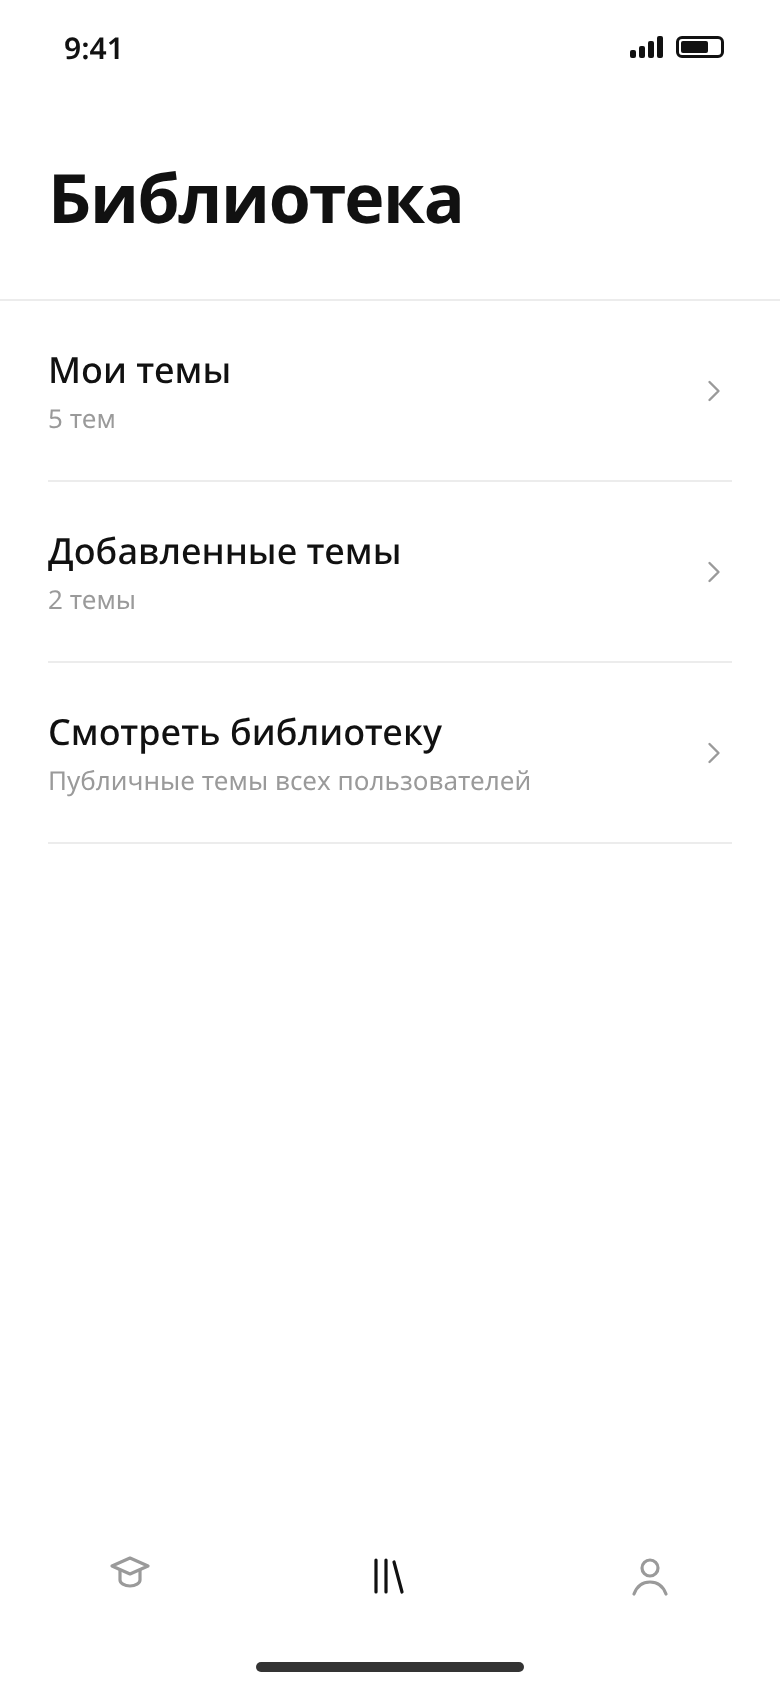 9:41
Библиотека
Мои темы
5 тем
Добавленные темы
2 темы
Смотреть библиотеку
Публичные темы всех пользователей